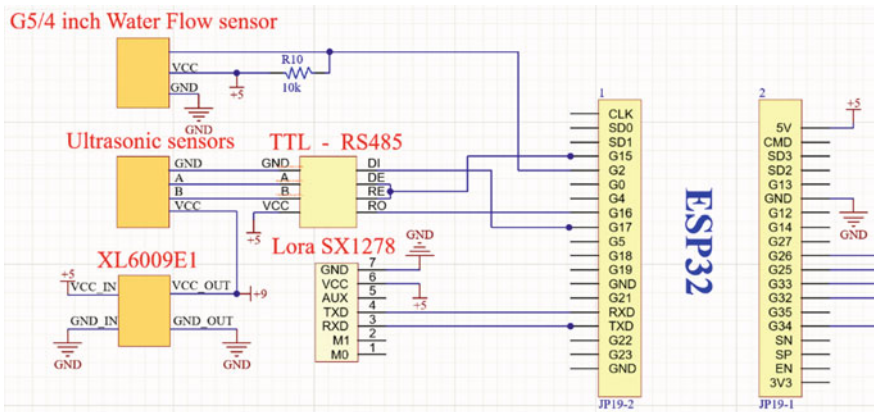 G5/4 inch Water Flow sensor
VCC
GND
R10
10k
+5
GND
Ultrasonic sensors
GND
A
B
VCC
TTL - RS485
GND
A
B
VCC
DI
DE
RE
RO
+5
XL6009E1
+5
VCC_IN
VCC_OUT
+9
GND_IN
GND_OUT
GND
GND
Lora SX1278
GND
GND 7
VCC 6
AUX 5
TXD 4
RXD 3
M1 2
M0 1
+5
1
CLK
SD0
SD1
G15
G2
G0
G4
G16
G17
G5
G18
G19
GND
G21
RXD
TXD
G22
G23
GND
JP19-2
ESP32
2
5V
CMD
SD3
SD2
G13
GND
G12
G14
G27
G26
G25
G33
G32
G35
G34
SN
SP
EN
3V3
JP19-1
+5
GND